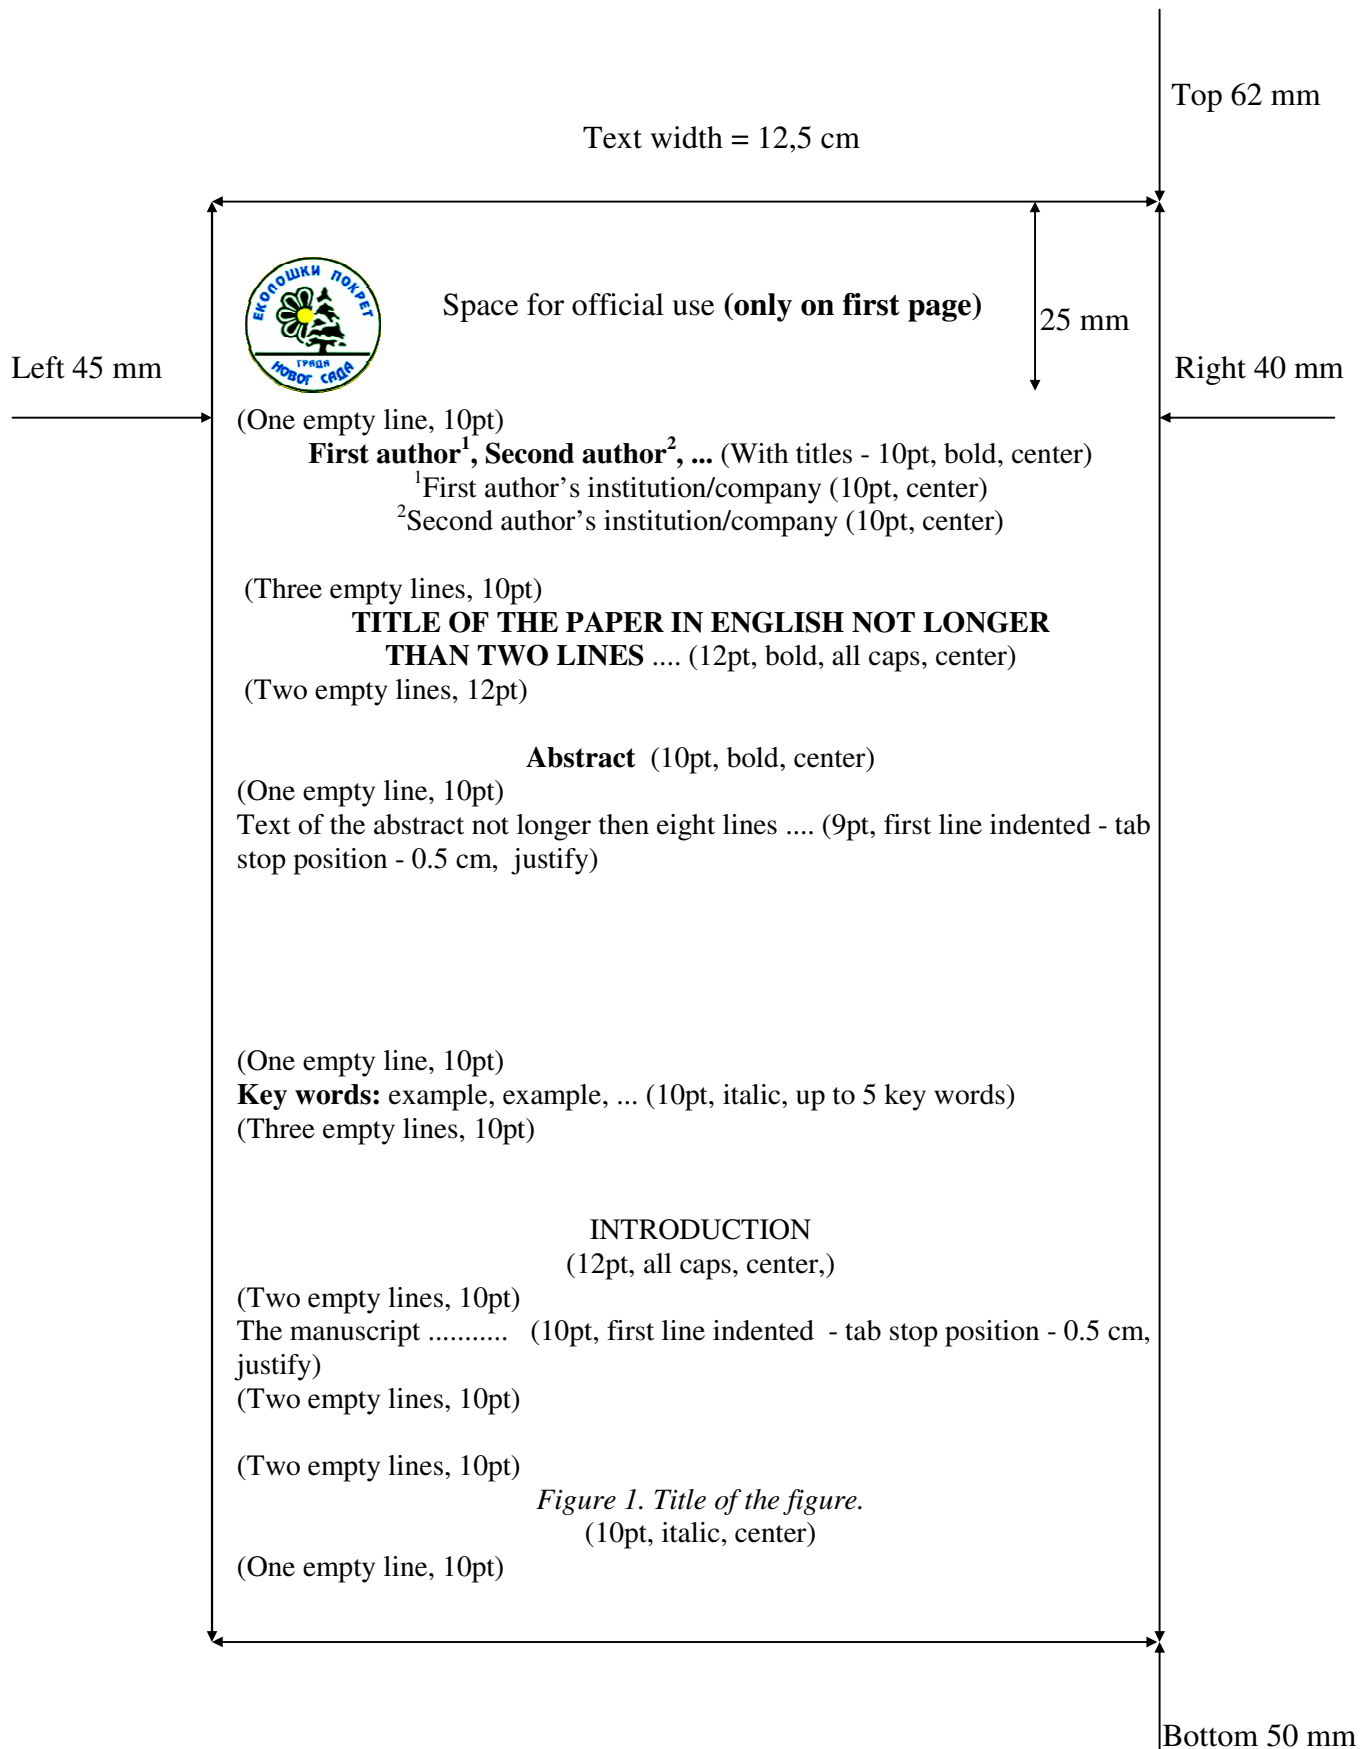 Top 62 mm
Text width = 12,5 cm
ЕКОЛОШКИ ПОКРЕТ
ГРАДА
НОВОГ САДА
Space for official use (only on first page)
25 mm
Left 45 mm
Right 40 mm
(One empty line, 10pt)
First author1, Second author2, ... (With titles - 10pt, bold, center)
1First author’s institution/company (10pt, center)
2Second author’s institution/company (10pt, center)
(Three empty lines, 10pt)
TITLE OF THE PAPER IN ENGLISH NOT LONGER
THAN TWO LINES .... (12pt, bold, all caps, center)
(Two empty lines, 12pt)
Abstract (10pt, bold, center)
(One empty line, 10pt)
Text of the abstract not longer then eight lines .... (9pt, first line indented - tab
stop position - 0.5 cm, justify)
(One empty line, 10pt)
Key words: example, example, ... (10pt, italic, up to 5 key words)
(Three empty lines, 10pt)
INTRODUCTION
(12pt, all caps, center,)
(Two empty lines, 10pt)
The manuscript ........... (10pt, first line indented - tab stop position - 0.5 cm,
justify)
(Two empty lines, 10pt)
(Two empty lines, 10pt)
Figure 1. Title of the figure.
(10pt, italic, center)
(One empty line, 10pt)
Bottom 50 mm